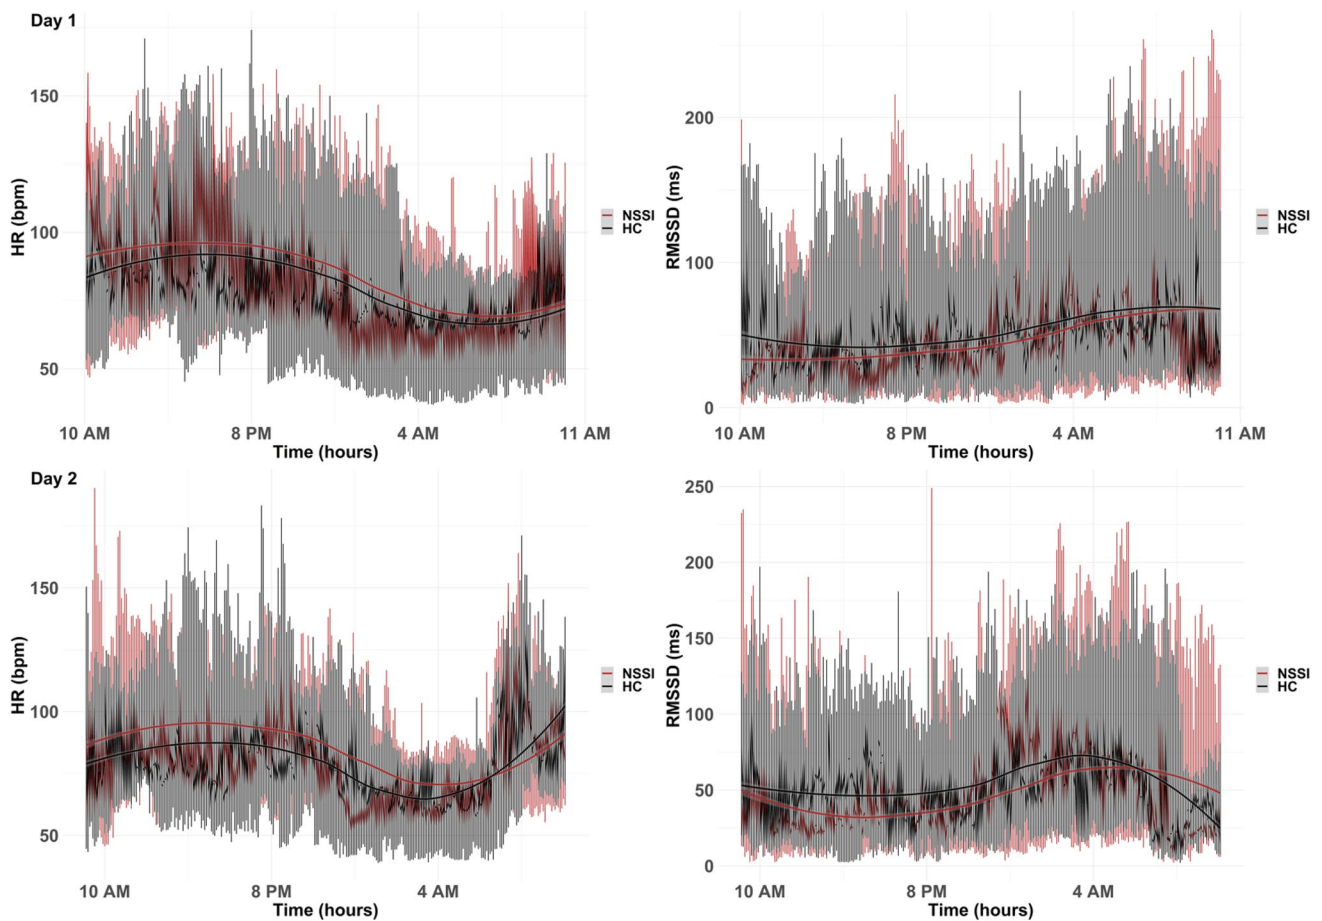 Day 1
HR (bpm)
150
100
50
10 AM
8 PM
4 AM
11 AM
Time (hours)
NSSI
HC
RMSSD (ms)
200
100
0
10 AM
8 PM
4 AM
11 AM
Time (hours)
NSSI
HC
Day 2
HR (bpm)
150
100
50
10 AM
8 PM
4 AM
Time (hours)
NSSI
HC
RMSSD (ms)
250
200
150
100
50
0
10 AM
8 PM
4 AM
Time (hours)
NSSI
HC